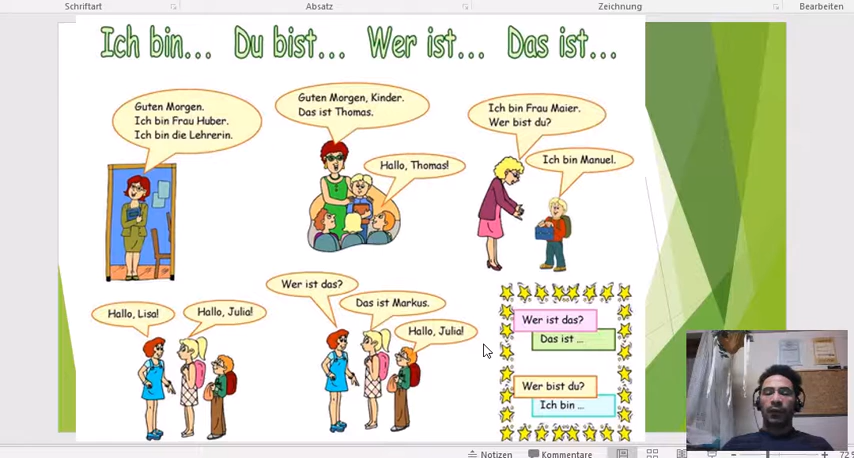 Schriftart
Absatz
Zeichnung
Bearbeiten
Ich bin... Du bist... Wer ist... Das ist...
Guten Morgen.
Ich bin Frau Huber.
Ich bin die Lehrerin.
Guten Morgen, Kinder.
Das ist Thomas.
Hallo, Thomas!
Ich bin Frau Maier.
Wer bist du?
Ich bin Manuel.
Hallo, Lisa!
Hallo, Julia!
Wer ist das?
Das ist Markus.
Hallo, Julia!
Wer ist das?
Das ist ...
Wer bist du?
Ich bin ...
Notizen
Kommentare